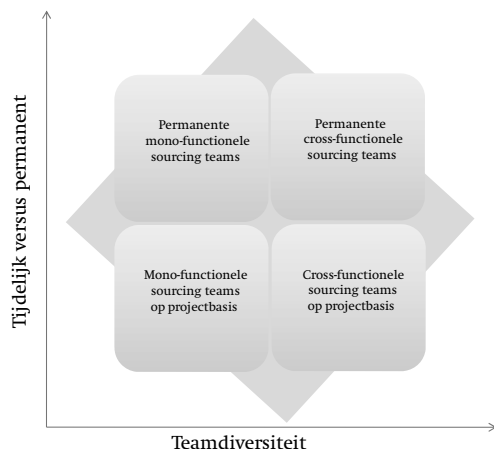 Tijdelijk versus permanent
Permanente
mono-functionele
sourcing teams
Permanente
cross-functionele
sourcing teams
Mono-functionele
sourcing teams
op projectbasis
Cross-functionele
sourcing teams
op projectbasis
Teamdiversiteit